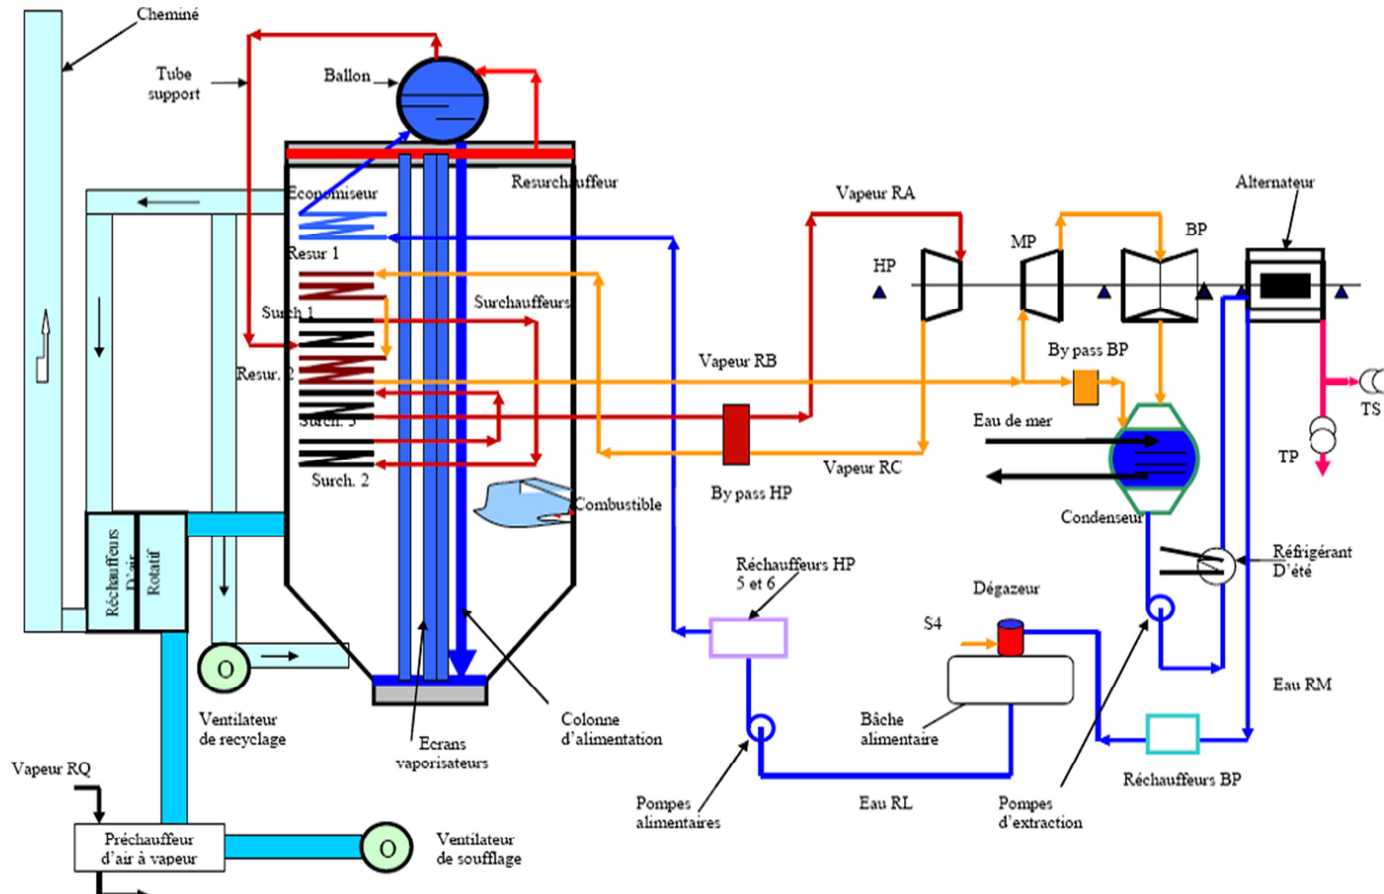 Cheminé
Tube
support
Ballon
Resurchauffeur
Economiseur
Resur 1
Surch 1
Surchauffeurs
Resur. 2
Surch. 3
Surch. 2
Combustible
Vapeur RA
Vapeur RB
Vapeur RC
By pass HP
HP
MP
BP
Alternateur
By pass BP
TS
TP
Eau de mer
Condenseur
Réfrigérant
D'été
Réchauffeurs HP
5 et 6
Dégazeur
S4
Bâche
alimentaire
Eau RM
Réchauffeurs BP
Eau RL
Pompes
alimentaires
Pompes
d'extraction
Colonne
d'alimentation
Ecrans
vaporisateurs
Réchauffeurs
D'air
Rotatif
O
Ventilateur
de recyclage
Vapeur RQ
Préchauffeur
d'air à vapeur
O
Ventilateur
de soufflage